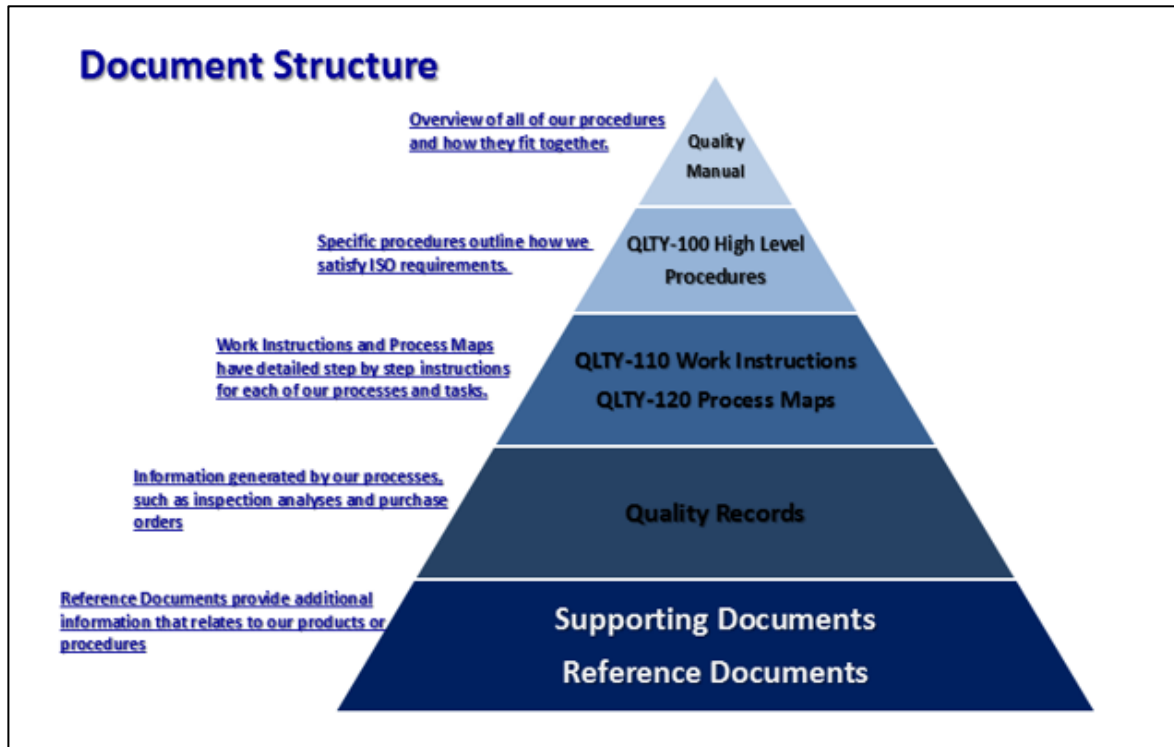 Document Structure
Overview of all of our procedures
and how they fit together.
Quality
Manual
Specific procedures outline how we
satisfy ISO requirements.
QLTY-100 High Level
Procedures
Work Instructions and Process Maps
have detailed step by step instructions
for each of our processes and tasks.
QLTY-110 Work Instructions
QLTY-120 Process Maps
Information generated by our processes,
such as inspection analyses and purchase
orders
Quality Records
Reference Documents provide additional
information that relates to our products or
procedures
Supporting Documents
Reference Documents